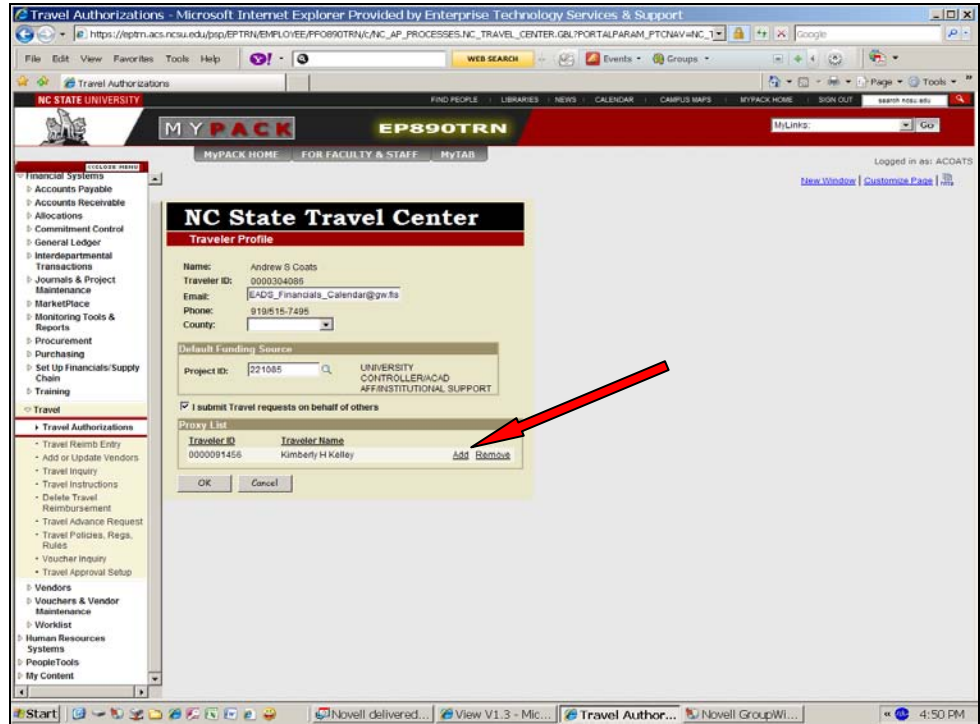 Travel Authorizations - Microsoft Internet Explorer Provided by Enterprise Technology Services & Support
https://eptrn.acs.ncsu.edu/psp/EPTRN/EMPLOYEE/PFO890TRN/c/NC_AP_PROCESSES.NC_TRAVEL_CENTER.GBL?PORTALPARAM_PTCNAV=NC_T
Google
File Edit View Favorites Tools Help
WEB SEARCH
Events
Groups
Travel Authorizations
Page
Tools
NC STATE UNIVERSITY
FIND PEOPLE LIBRARIES NEWS CALENDAR CAMPUS MAPS MYPACK HOME SIGN OUT
search ncsu.edu
MYPACK
EP890TRN
MyLinks:
Go
MyPACK HOME FOR FACULTY & STAFF MyTAB
Logged in as: ACOATS
New Window | Customize Page |
CLOSE MENU
Financial Systems
Accounts Payable
Accounts Receivable
Allocations
Commitment Control
General Ledger
Interdepartmental
Transactions
Journals & Project
Maintenance
MarketPlace
Monitoring Tools &
Reports
Procurement
Purchasing
Set Up Financials/Supply
Chain
Training
Travel
Travel Authorizations
Travel Reimb Entry
Add or Update Vendors
Travel Inquiry
Travel Instructions
Delete Travel
Reimbursement
Travel Advance Request
Travel Policies, Regs,
Rules
Voucher Inquiry
Travel Approval Setup
Vendors
Vouchers & Vendor
Maintenance
Worklist
Human Resources
Systems
PeopleTools
My Content
NC State Travel Center
Traveler Profile
Name: Andrew S Coats
Traveler ID: 0000304086
Email: EADS_Financials_Calendar@gw.fis
Phone: 919/515-7495
County:
Default Funding Source
Project ID: 221085
UNIVERSITY
CONTROLLER/ACAD
AFF/INSTITUTIONAL SUPPORT
I submit Travel requests on behalf of others
Proxy List
Traveler ID Traveler Name
0000091456 Kimberly H Kelley Add Remove
OK Cancel
Start
Novell delivered...
View V1.3 - Mic...
Travel Author...
Novell GroupWi...
4:50 PM